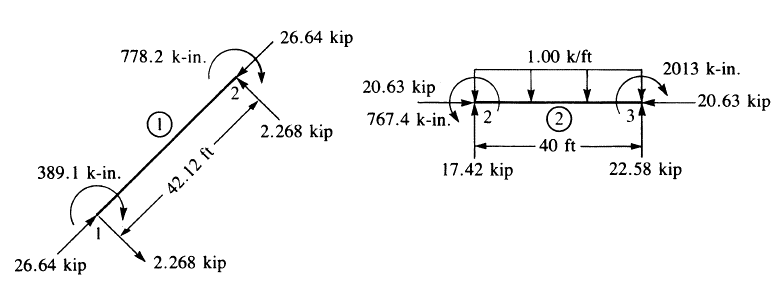 778.2 k-in.
26.64 kip
2
1
2.268 kip
42.12 ft
389.1 k-in.
1
26.64 kip
2.268 kip
1.00 k/ft
2013 k-in.
20.63 kip
20.63 kip
767.4 k-in.
2
2
3
40 ft
17.42 kip
22.58 kip